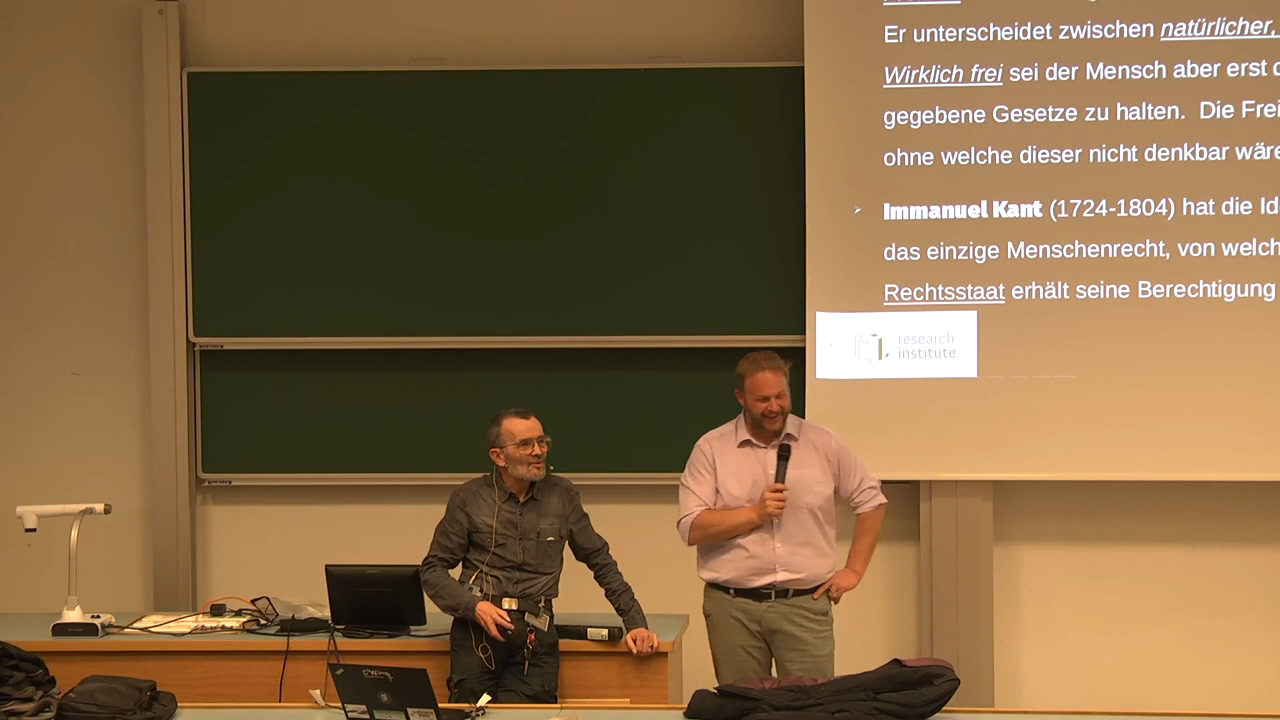 Er unterscheidet zwischen natürlicher,
Wirklich frei sei der Mensch aber erst
gegebene Gesetze zu halten. Die Frei
ohne welche dieser nicht denkbar wäre
➢ Immanuel Kant (1724-1804) hat die Id
das einzige Menschenrecht, von welch
Rechtsstaat erhält seine Berechtigung
research
institute